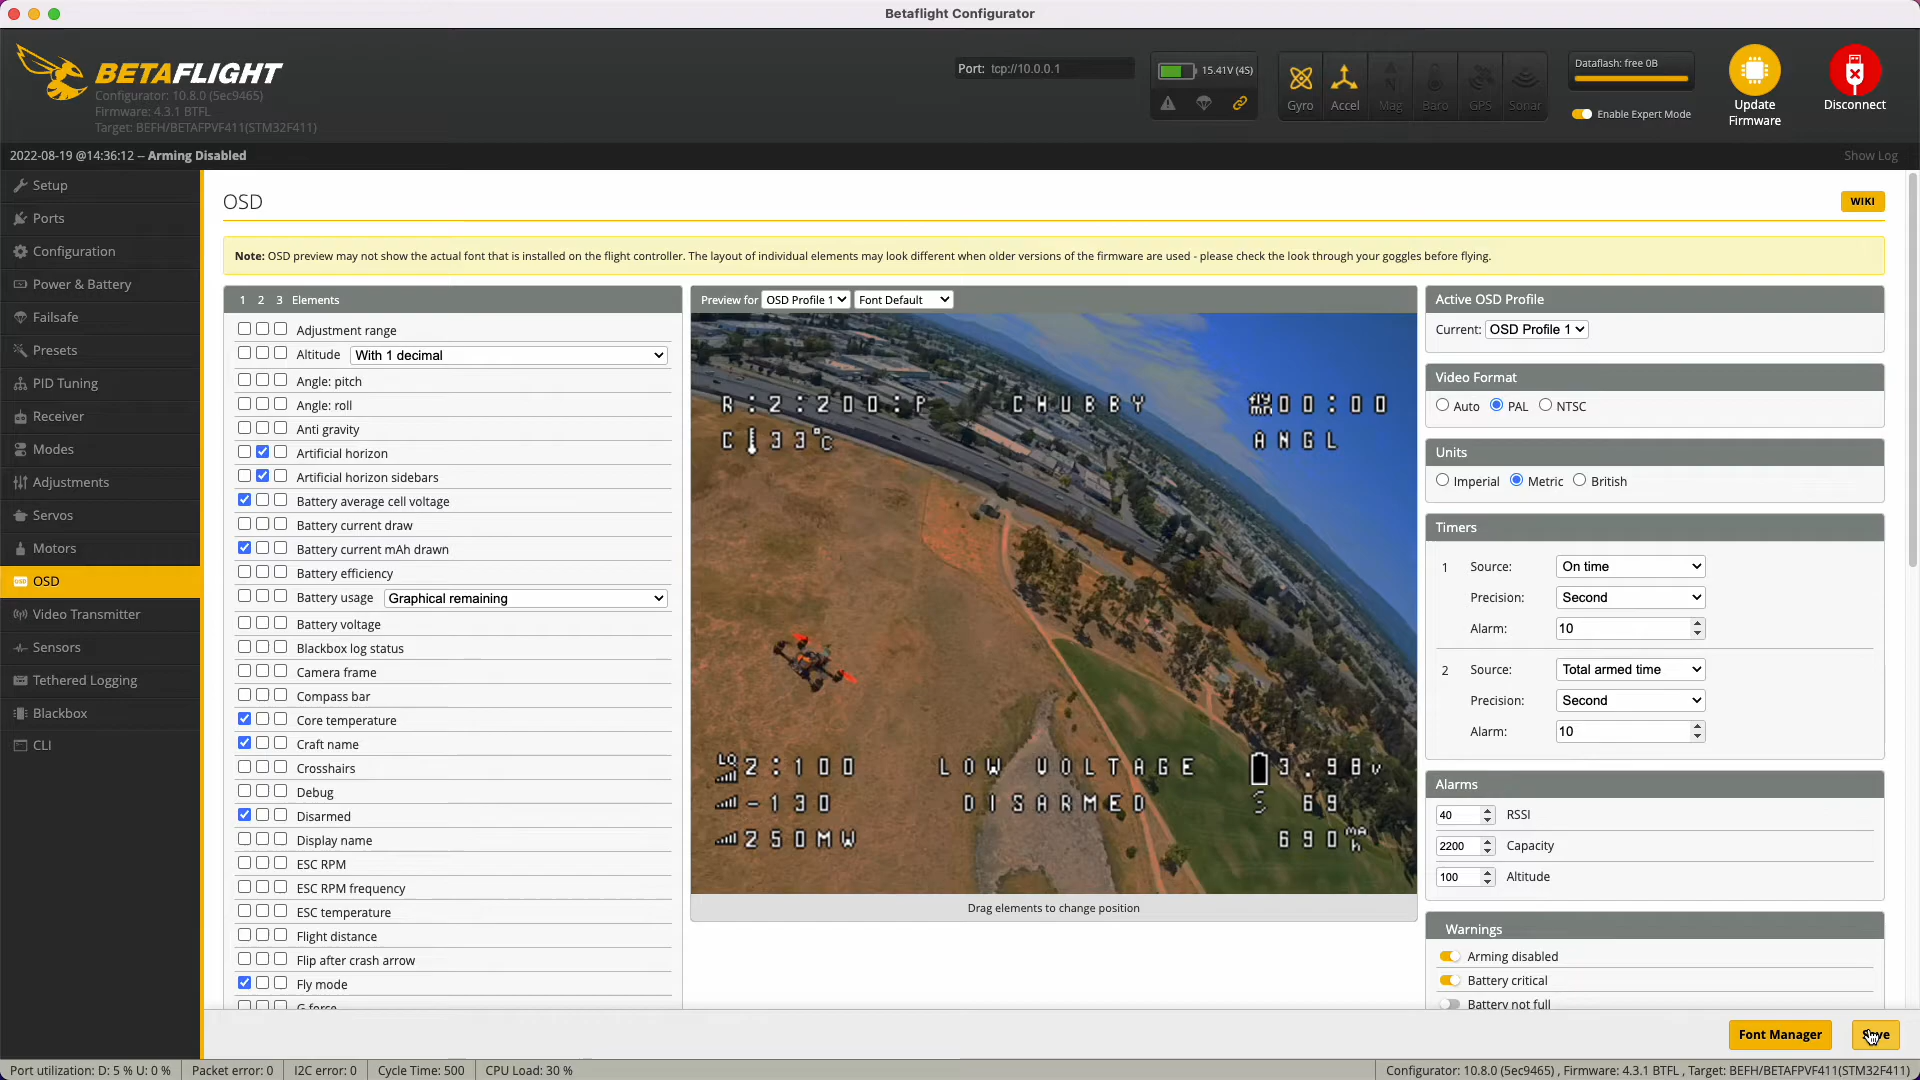 Betaflight Configurator
BETAFLIGHT
Configurator: 10.8.0 (5ec9465)
Firmware: 4.3.1 BTFL
Target: BEFH/BETAFPVF411(STM32F411)
Port: tcp://10.0.0.1
15.41V (4S)
Gyro
Accel
Mag
Baro
GPS
Sonar
Dataflash: free 0B
Enable Expert Mode
Update Firmware
Disconnect
2022-08-19 @14:36:12 -- Arming Disabled
Show Log
Setup
Ports
Configuration
Power & Battery
Failsafe
Presets
PID Tuning
Receiver
Modes
Adjustments
Servos
Motors
OSD
Video Transmitter
Sensors
Tethered Logging
Blackbox
CLI
OSD
WIKI
Note: OSD preview may not show the actual font that is installed on the flight controller. The layout of individual elements may look different when older versions of the firmware are used - please check the look through your goggles before flying.
1 2 3 Elements
Adjustment range
Altitude With 1 decimal
Angle: pitch
Angle: roll
Anti gravity
Artificial horizon
Artificial horizon sidebars
Battery average cell voltage
Battery current draw
Battery current mAh drawn
Battery efficiency
Battery usage Graphical remaining
Battery voltage
Blackbox log status
Camera frame
Compass bar
Core temperature
Craft name
Crosshairs
Debug
Disarmed
Display name
ESC RPM
ESC RPM frequency
ESC temperature
Flight distance
Flip after crash arrow
Fly mode
G force
Preview for OSD Profile 1 Font Default
R:2:200:P CHUBBY fly mn 00:00
C 33°C ANGL
LQ 2:100 LOW VOLTAGE 3.98V
-130 DISARMED 69
250MW 690 mAh
Drag elements to change position
Active OSD Profile
Current: OSD Profile 1
Video Format
Auto PAL NTSC
Units
Imperial Metric British
Timers
1 Source: On time
Precision: Second
Alarm: 10
2 Source: Total armed time
Precision: Second
Alarm: 10
Alarms
40 RSSI
2200 Capacity
100 Altitude
Warnings
Arming disabled
Battery critical
Battery not full
Font Manager
Save
Port utilization: D: 5 % U: 0 %
Packet error: 0
I2C error: 0
Cycle Time: 500
CPU Load: 30 %
Configurator: 10.8.0 (5ec9465) , Firmware: 4.3.1 BTFL , Target: BEFH/BETAFPVF411(STM32F411)